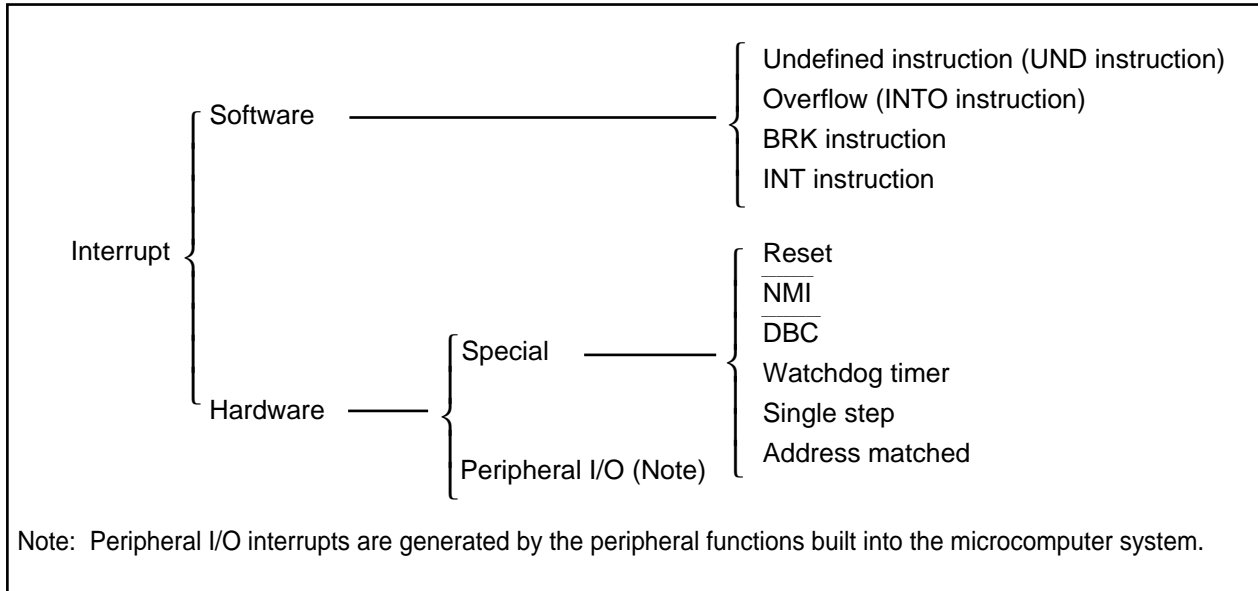 Interrupt
Software
Undefined instruction (UND instruction)
Overflow (INTO instruction)
BRK instruction
INT instruction
Hardware
Special
Reset
N̅M̅I̅
D̅B̅C̅
Watchdog timer
Single step
Address matched
Peripheral I/O (Note)
Note: Peripheral I/O interrupts are generated by the peripheral functions built into the microcomputer system.